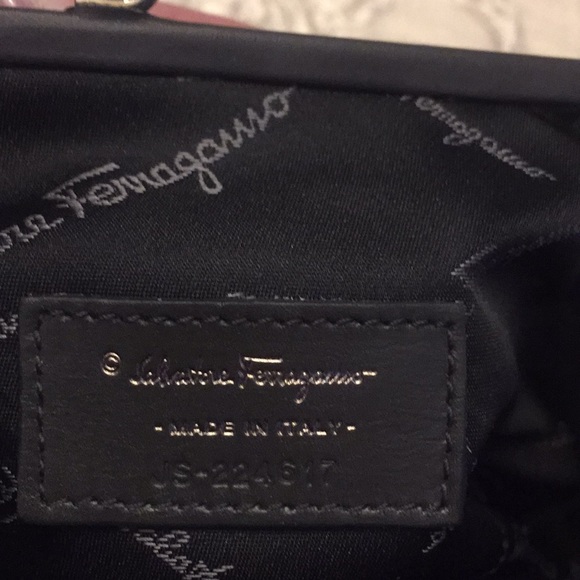 Ferragamo
Ferragamo
© Salvatore Ferragamo
- MADE IN ITALY -
JS-224617